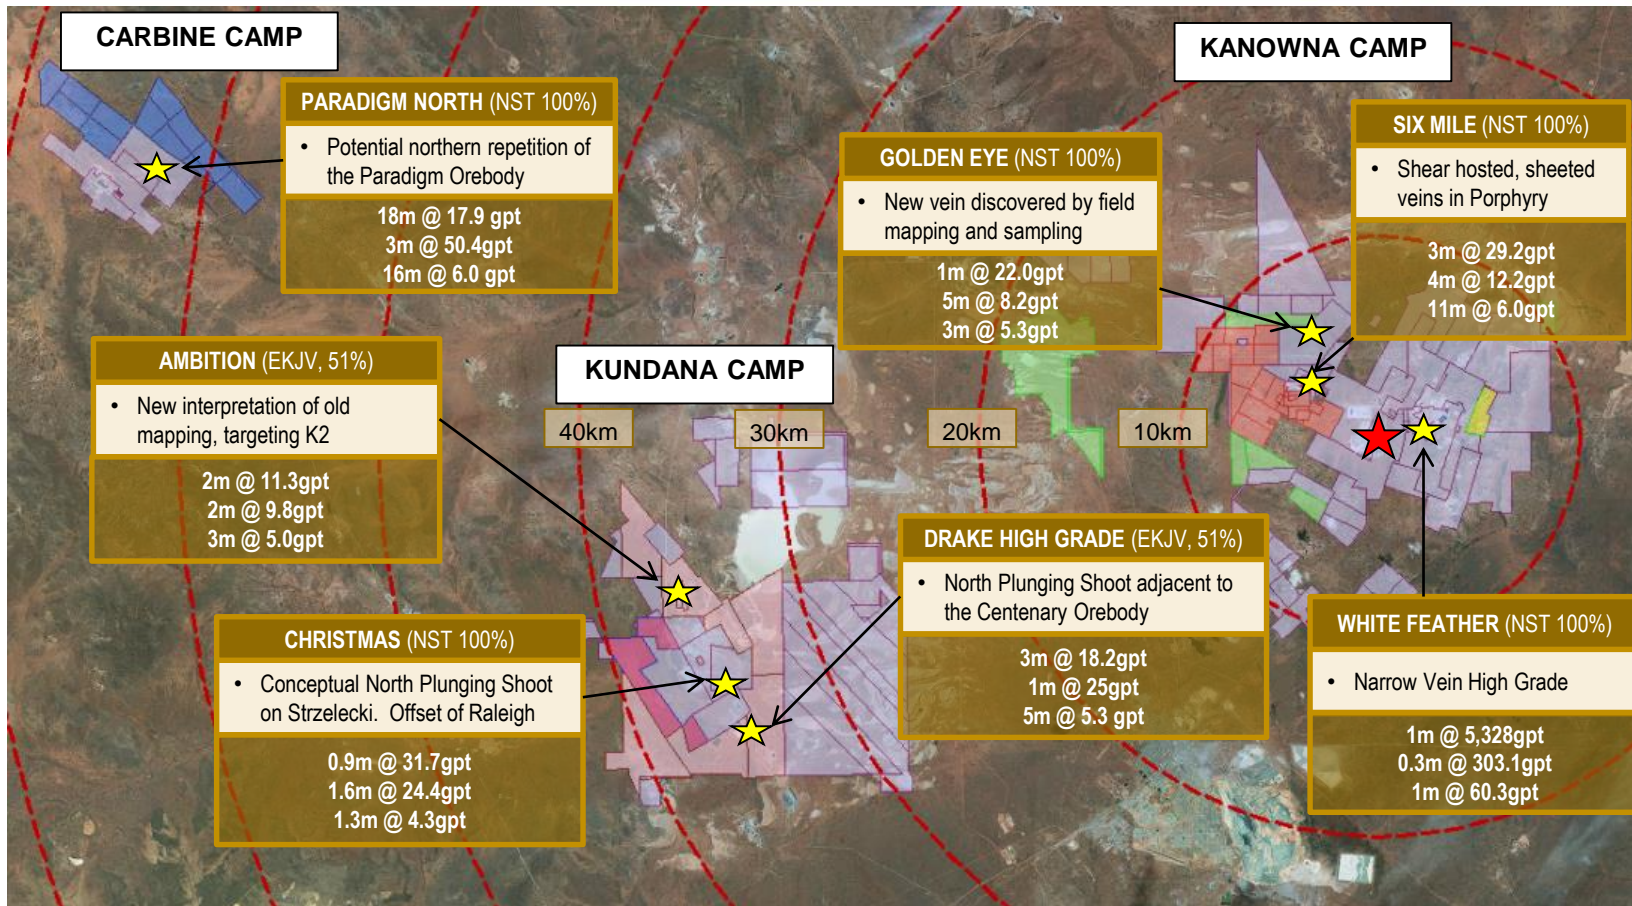 CARBINE CAMP
KANOWNA CAMP
PARADIGM NORTH (NST 100%)
• Potential northern repetition of
the Paradigm Orebody
18m @ 17.9 gpt
3m @ 50.4gpt
16m @ 6.0 gpt
GOLDEN EYE (NST 100%)
• New vein discovered by field
mapping and sampling
1m @ 22.0gpt
5m @ 8.2gpt
3m @ 5.3gpt
SIX MILE (NST 100%)
• Shear hosted, sheeted
veins in Porphyry
3m @ 29.2gpt
4m @ 12.2gpt
11m @ 6.0gpt
AMBITION (EKJV, 51%)
• New interpretation of old
mapping, targeting K2
2m @ 11.3gpt
2m @ 9.8gpt
3m @ 5.0gpt
KUNDANA CAMP
40km
30km
20km
10km
CHRISTMAS (NST 100%)
• Conceptual North Plunging Shoot
on Strzelecki. Offset of Raleigh
0.9m @ 31.7gpt
1.6m @ 24.4gpt
1.3m @ 4.3gpt
DRAKE HIGH GRADE (EKJV, 51%)
• North Plunging Shoot adjacent to
the Centenary Orebody
3m @ 18.2gpt
1m @ 25gpt
5m @ 5.3 gpt
WHITE FEATHER (NST 100%)
• Narrow Vein High Grade
1m @ 5,328gpt
0.3m @ 303.1gpt
1m @ 60.3gpt